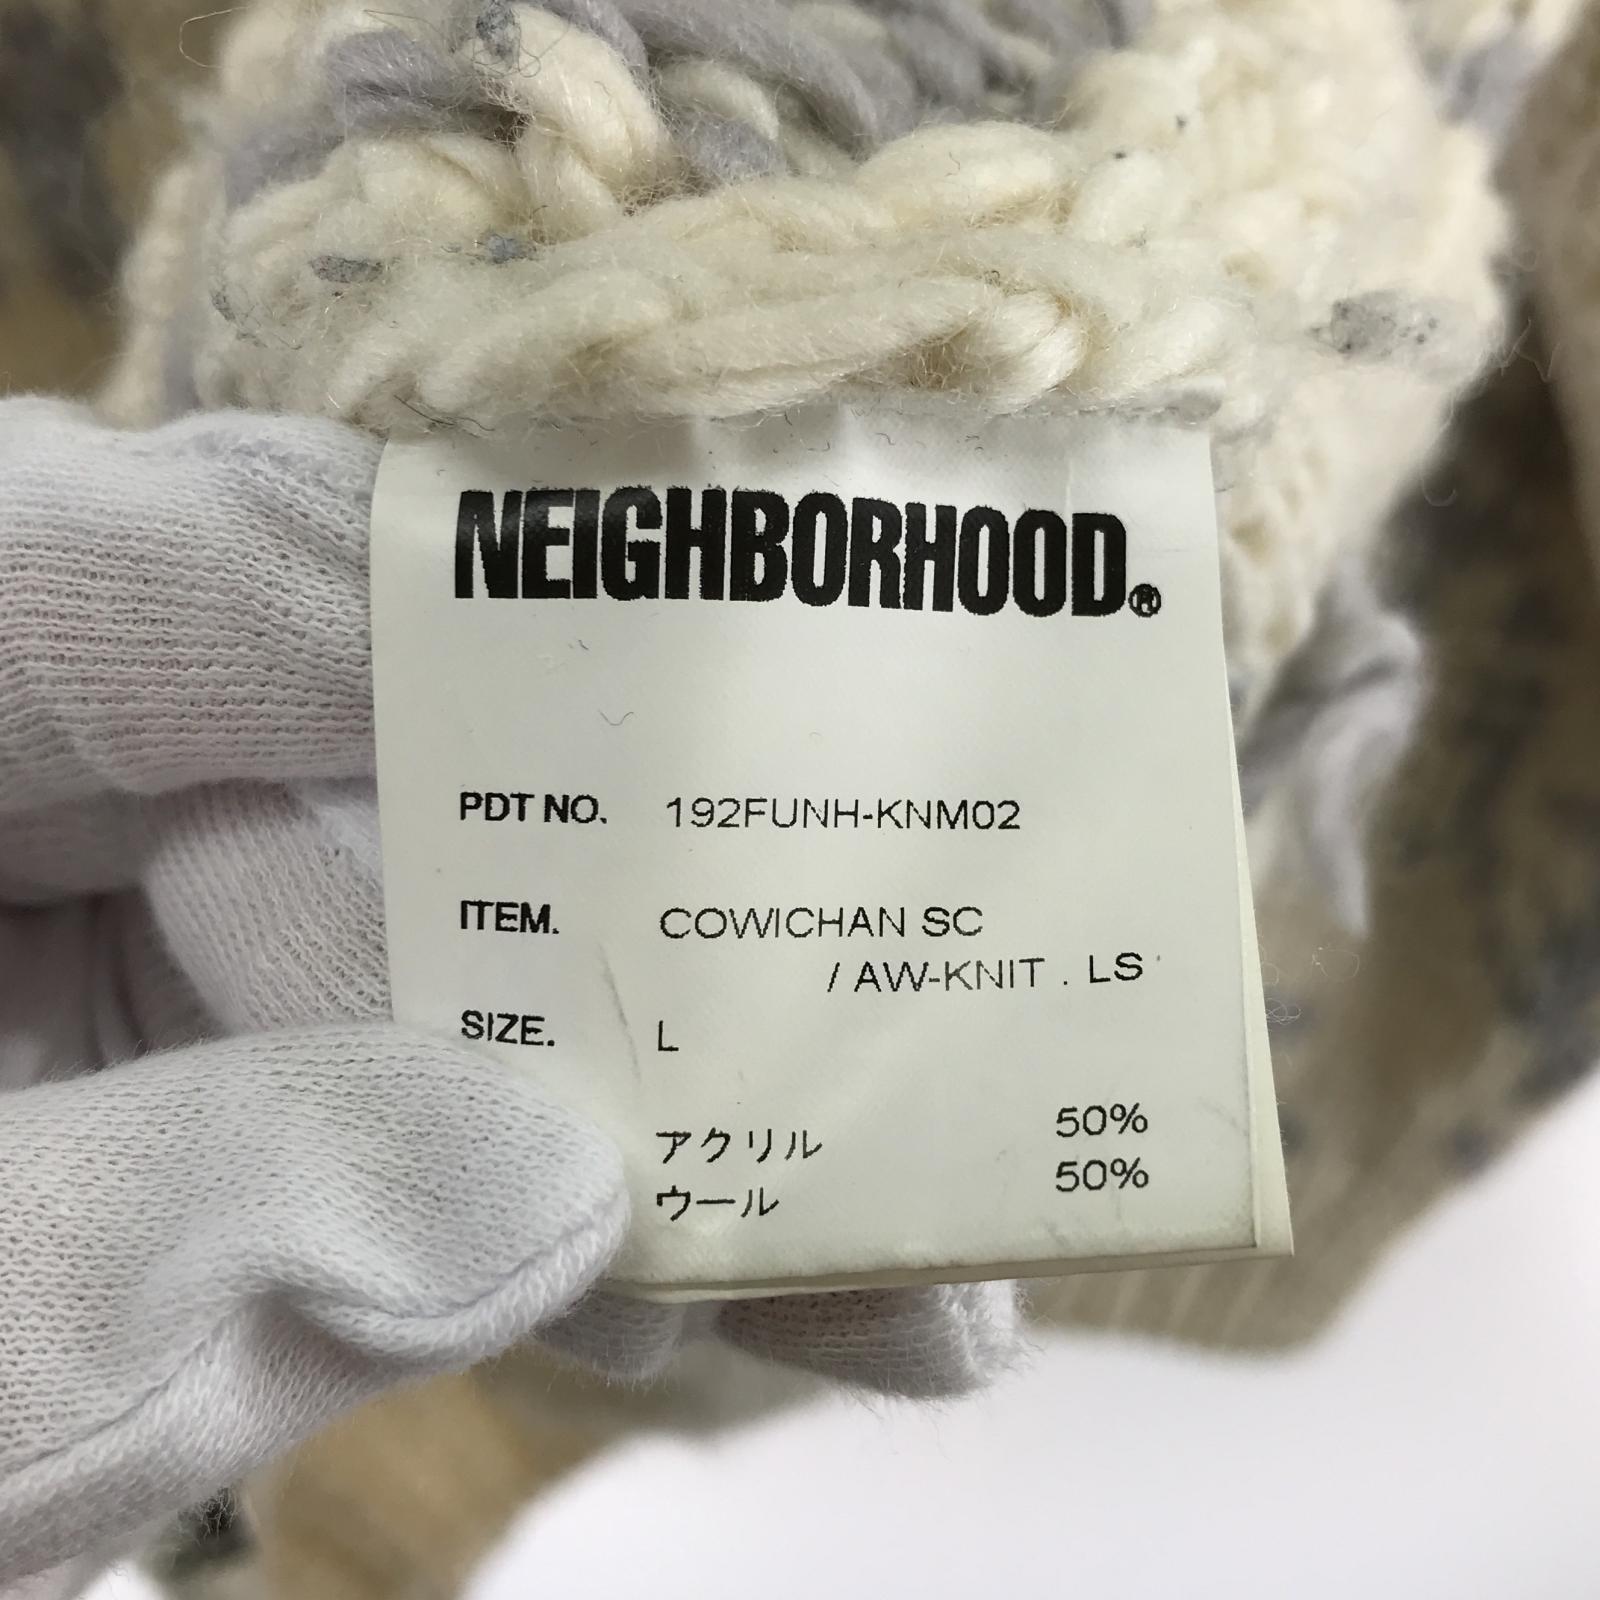 NEIGHBORHOOD®
PDT NO. 192FUNH-KNM02
ITEM. COWICHAN SC
/ AW-KNIT . LS
SIZE. L
アクリル 50%
ウール 50%